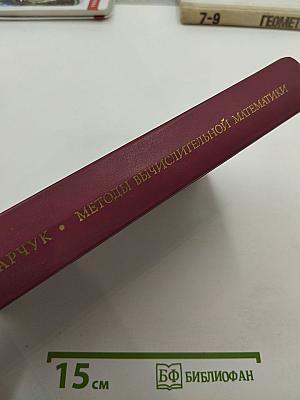 7-9
ГЕОМЕТ
АРЧУК • МЕТОДЫ ВЫЧИСЛИТЕЛЬНОЙ МАТЕМАТИКИ
15 см
БФ БИБЛИОФАН